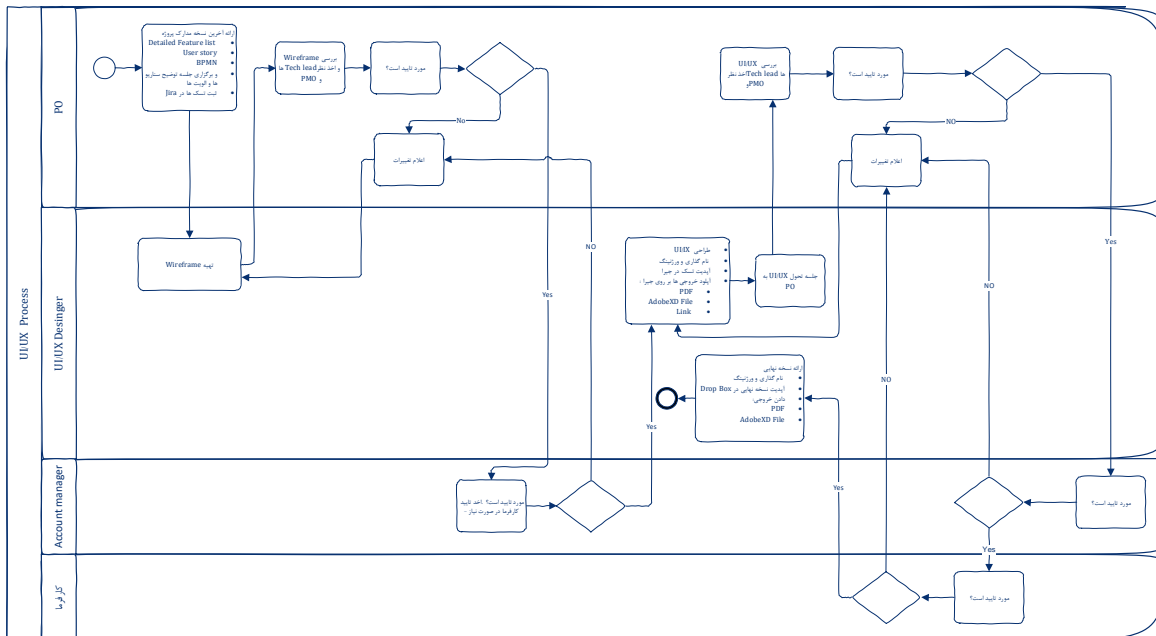 UI/UX Process
PO
ارائه آخرین نسخه مدارک پروژه
Detailed Feature list
User story
BPMN
و برگزاری جلسه توضیح سناریو
ها و الویت ها
ثبت تسک ها در Jira
بررسی Wireframe
و اخذ نظر Tech lead ها
و PMO
مورد تایید است؟
No
اعلام تغییرات
Yes
NO
بررسی UI/UX
اخذ نظر Tech lead ها
و PMO
مورد تایید است؟
NO
اعلام تغییرات
Yes
UI/UX Desinger
تهیه Wireframe
طراحی UI/IX
نام گذاری و ورژنینگ
آپدیت تسک در جیرا
آپلود خروجی ها بر روی جیرا :
PDF
AdobeXD File
Link
جلسه تحول UI/UX به
PO
ارائه نسخه نهایی
نام گذاری و ورژنینگ
آپدیت نسخه نهایی در Drop Box
دادن خروجی:
PDF
AdobeXD File
Yes
NO
NO
Account manager
مورد تایید است؟ اخذ تایید
کارفرما در صورت نیاز -
Yes
مورد تایید است؟
Yes
کارفرما
مورد تایید است؟